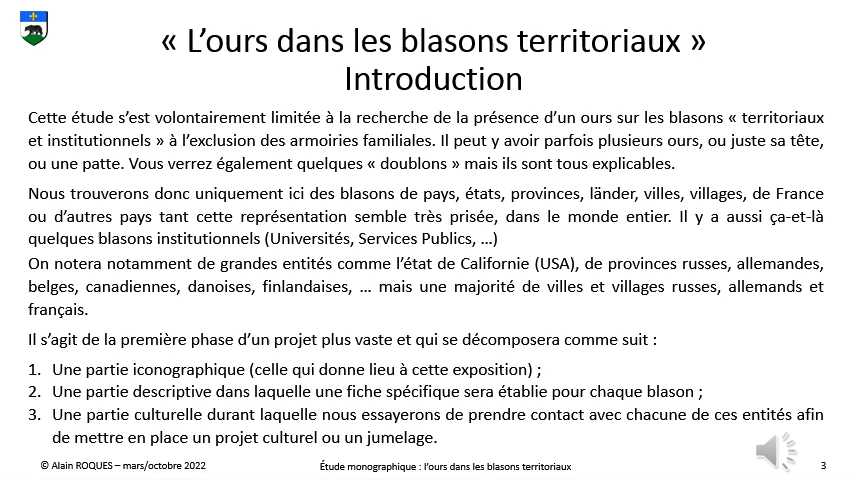 « L’ours dans les blasons territoriaux »
Introduction
Cette étude s’est volontairement limitée à la recherche de la présence d’un ours sur les blasons « territoriaux
et institutionnels » à l’exclusion des armoiries familiales. Il peut y avoir parfois plusieurs ours, ou juste sa tête,
ou une patte. Vous verrez également quelques « doublons » mais ils sont tous explicables.
Nous trouverons donc uniquement ici des blasons de pays, états, provinces, länder, villes, villages, de France
ou d’autres pays tant cette représentation semble très prisée, dans le monde entier. Il y a aussi ça-et-là
quelques blasons institutionnels (Universités, Services Publics, …)
On notera notamment de grandes entités comme l’état de Californie (USA), de provinces russes, allemandes,
belges, canadiennes, danoises, finlandaises, … mais une majorité de villes et villages russes, allemands et
français.
Il s’agit de la première phase d’un projet plus vaste et qui se décomposera comme suit :
1. Une partie iconographique (celle qui donne lieu à cette exposition) ;
2. Une partie descriptive dans laquelle une fiche spécifique sera établie pour chaque blason ;
3. Une partie culturelle durant laquelle nous essayerons de prendre contact avec chacune de ces entités afin
de mettre en place un projet culturel ou un jumelage.
© Alain ROQUES – mars/octobre 2022
Étude monographique : l’ours dans les blasons territoriaux
3